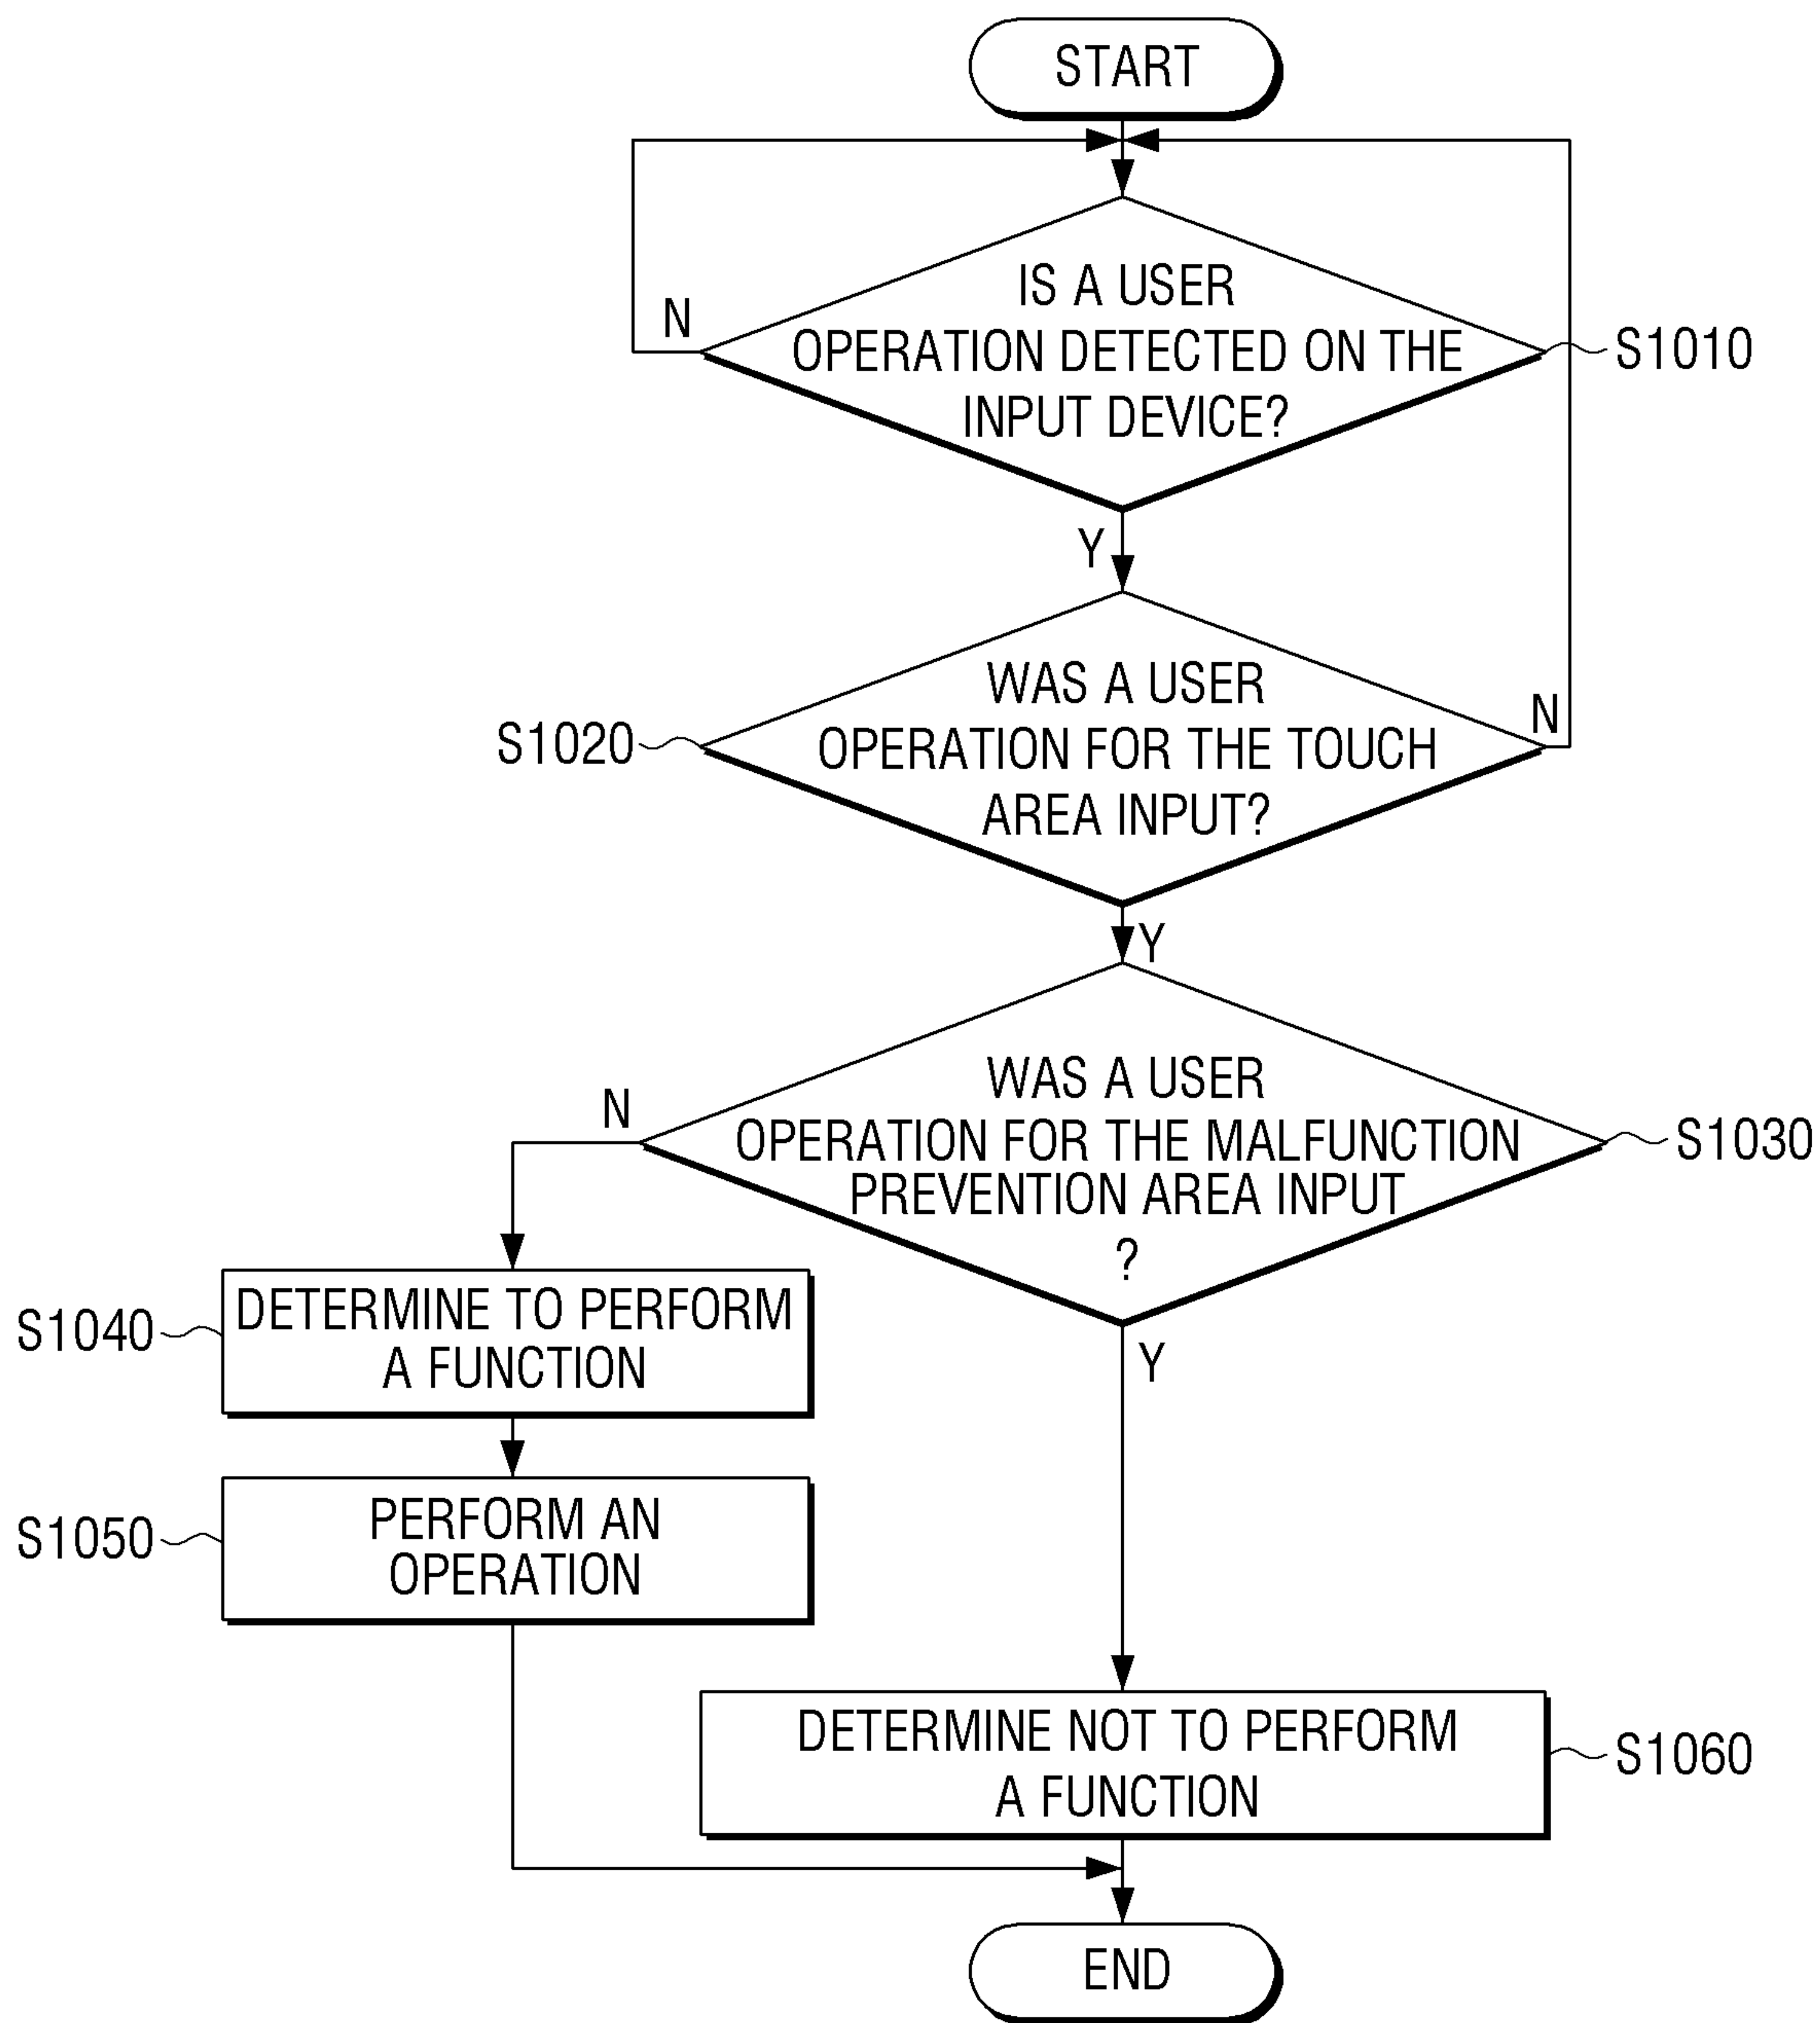 START
IS A USER
OPERATION DETECTED ON THE
INPUT DEVICE?
N
S1010
Y
WAS A USER
OPERATION FOR THE TOUCH
AREA INPUT?
S1020
N
Y
WAS A USER
OPERATION FOR THE MALFUNCTION
PREVENTION AREA INPUT
?
N
S1030
Y
S1040
DETERMINE TO PERFORM
A FUNCTION
S1050
PERFORM AN
OPERATION
DETERMINE NOT TO PERFORM
A FUNCTION
S1060
END